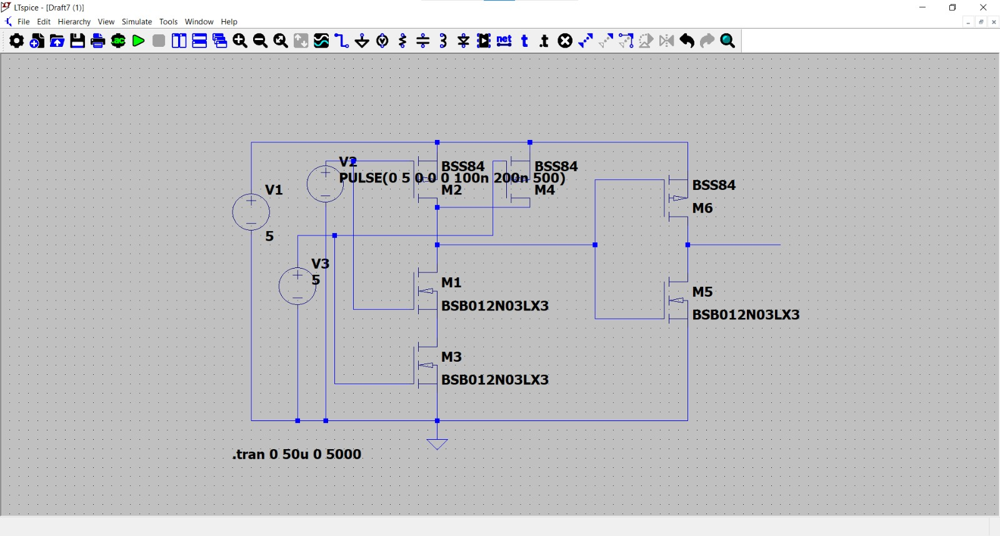 LTspice - [Draft7 (1)]
File Edit Hierarchy View Simulate Tools Window Help
.ac
net
t
.t
V1
5
V2
PULSE(0 5 0 0 0 100n 200n 500)
V3
5
BSS84
M2
BSS84
M4
BSS84
M6
M1
BSB012N03LX3
M3
BSB012N03LX3
M5
BSB012N03LX3
.tran 0 50u 0 5000